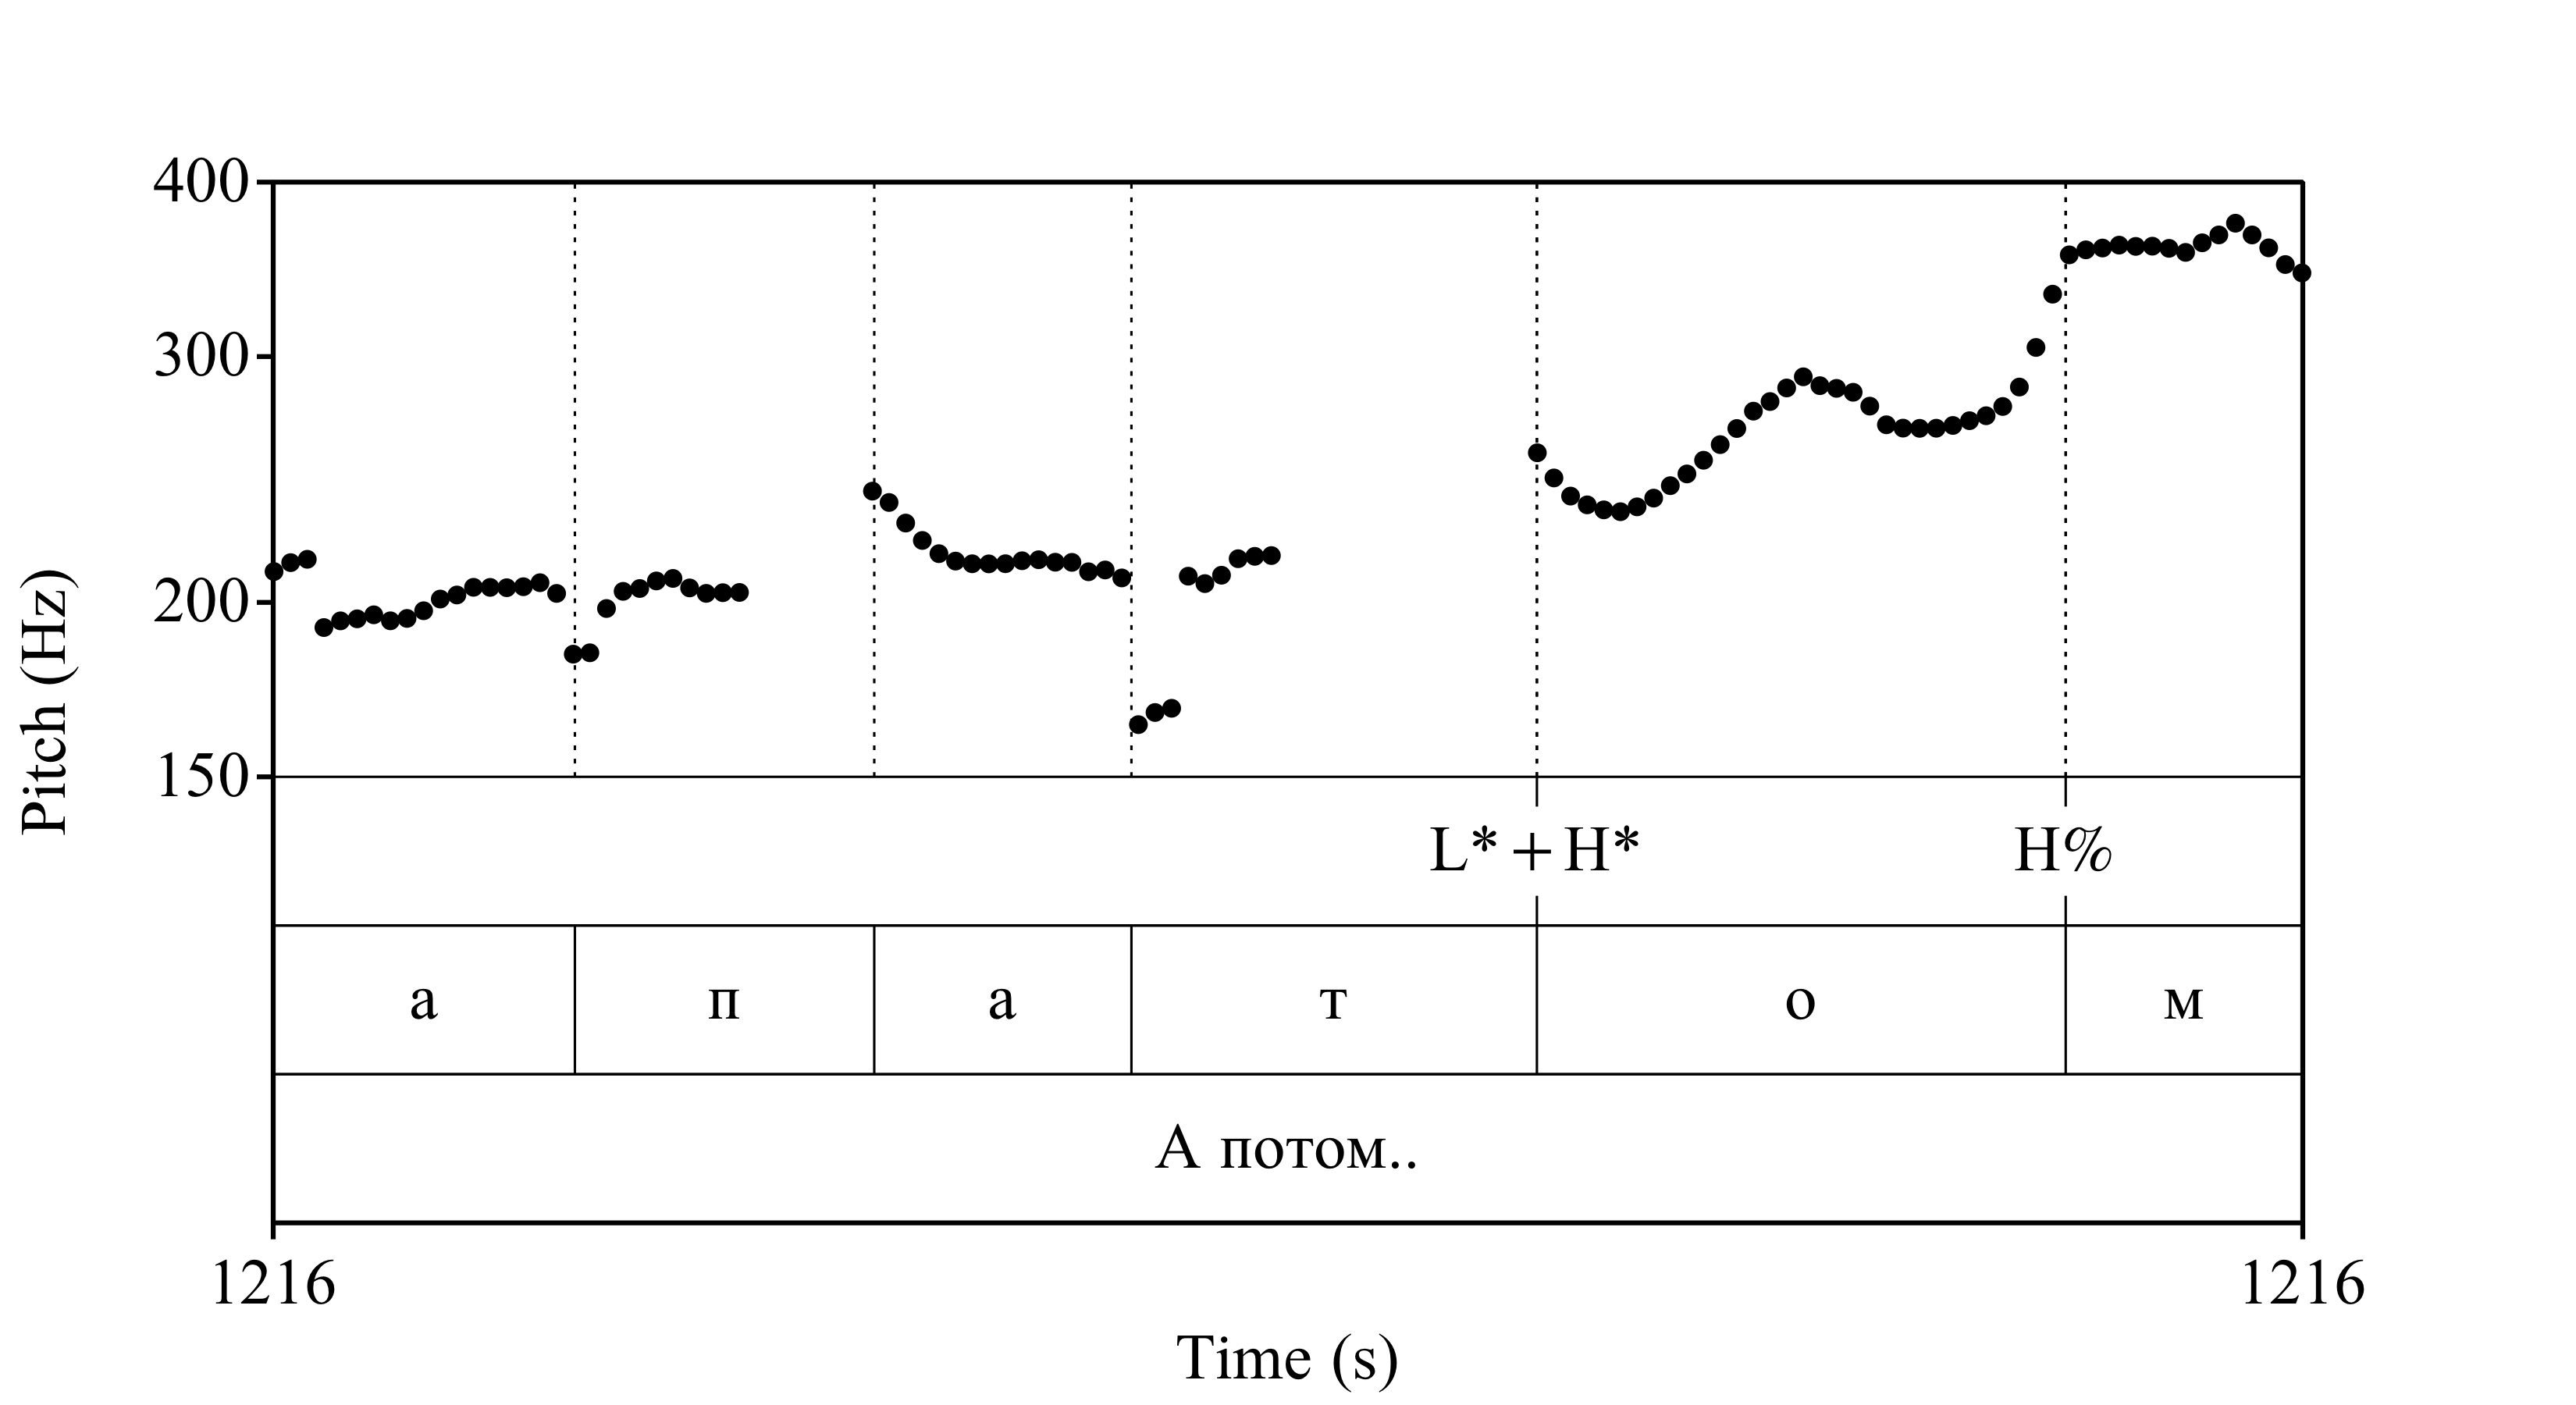 400
300
200
150
Pitch (Hz)
L*+H* H%
а п а т о м
А потом..
1216 1216
Time (s)